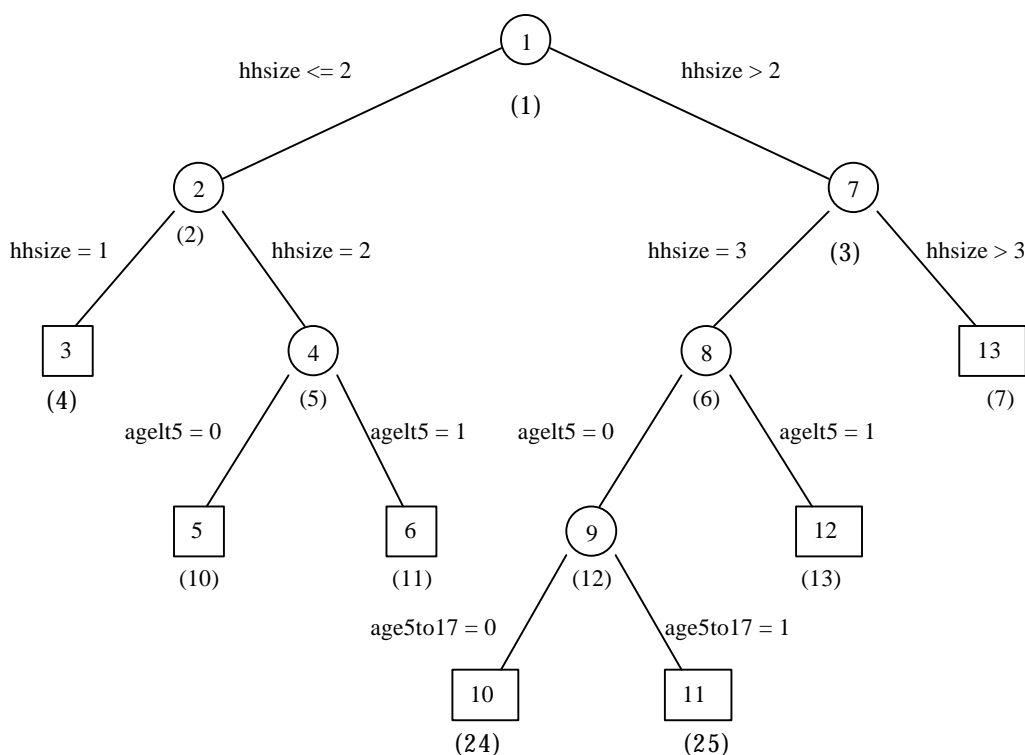 1
hhsize <= 2
hhsize > 2
(1)
2
7
(2)
(3)
hhsize = 1
hhsize = 2
hhsize = 3
hhsize > 3
3
4
8
13
(4)
(5)
(6)
(7)
agelt5 = 0
agelt5 = 1
agelt5 = 0
agelt5 = 1
5
6
9
12
(10)
(11)
(12)
(13)
age5to17 = 0
age5to17 = 1
10
11
(24)
(25)